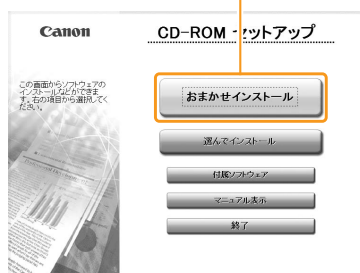 Canon
CD-ROM セットアップ
この画面からソフトウェアの
インストールなどができま
す。右の項目から選択してく
ださい。
おまかせインストール
選んでインストール
付属ソフトウェア
マニュアル表示
終了